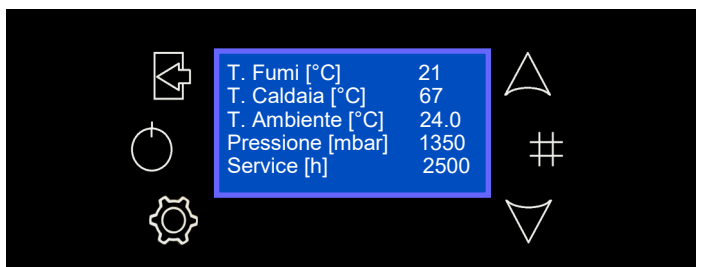 T. Fumi [°C] 21
T. Caldaia [°C] 67
T. Ambiente [°C] 24.0
Pressione [mbar] 1350
Service [h] 2500